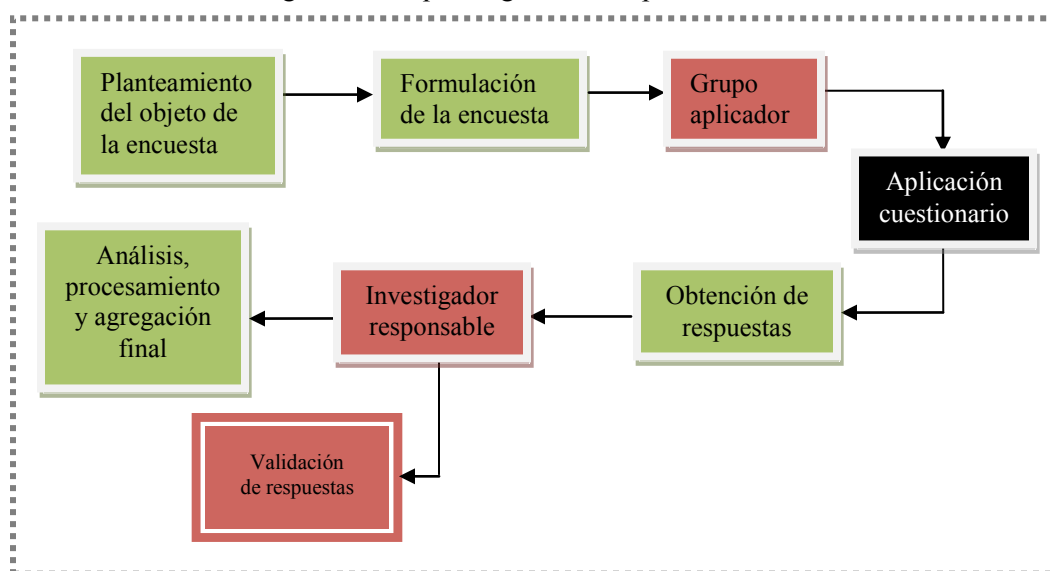 Planteamiento
del objeto de
la encuesta
Formulación
de la encuesta
Grupo
aplicador
Aplicación
cuestionario
Obtención de
respuestas
Investigador
responsable
Análisis,
procesamiento
y agregación
final
Validación
de respuestas